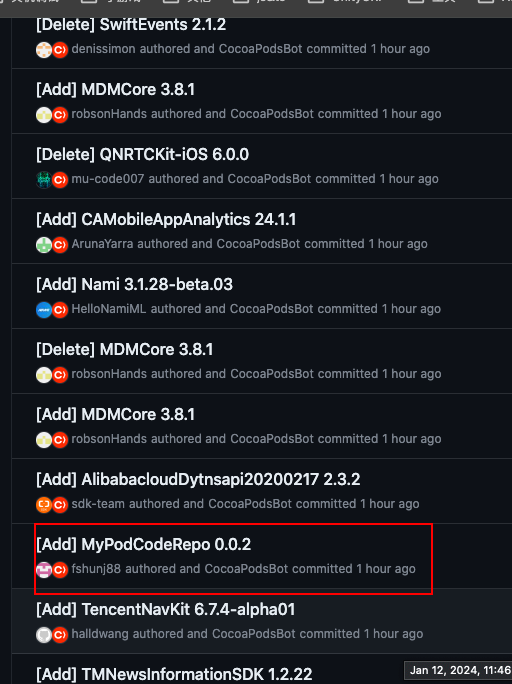 [Delete] SwiftEvents 2.1.2
denissimon authored and CocoaPodsBot committed 1 hour ago
[Add] MDMCore 3.8.1
robsonHands authored and CocoaPodsBot committed 1 hour ago
[Delete] QNRTCKit-iOS 6.0.0
mu-code007 authored and CocoaPodsBot committed 1 hour ago
[Add] CAMobileAppAnalytics 24.1.1
ArunaYarra authored and CocoaPodsBot committed 1 hour ago
[Add] Nami 3.1.28-beta.03
HelloNamiML authored and CocoaPodsBot committed 1 hour ago
[Delete] MDMCore 3.8.1
robsonHands authored and CocoaPodsBot committed 1 hour ago
[Add] MDMCore 3.8.1
robsonHands authored and CocoaPodsBot committed 1 hour ago
[Add] AlibabacloudDytnsapi20200217 2.3.2
sdk-team authored and CocoaPodsBot committed 1 hour ago
[Add] MyPodCodeRepo 0.0.2
fshunj88 authored and CocoaPodsBot committed 1 hour ago
[Add] TencentNavKit 6.7.4-alpha01
halldwang authored and CocoaPodsBot committed 1 hour ago
[Add] TMNewsInformationSDK 1.2.22
Jan 12, 2024, 11:46